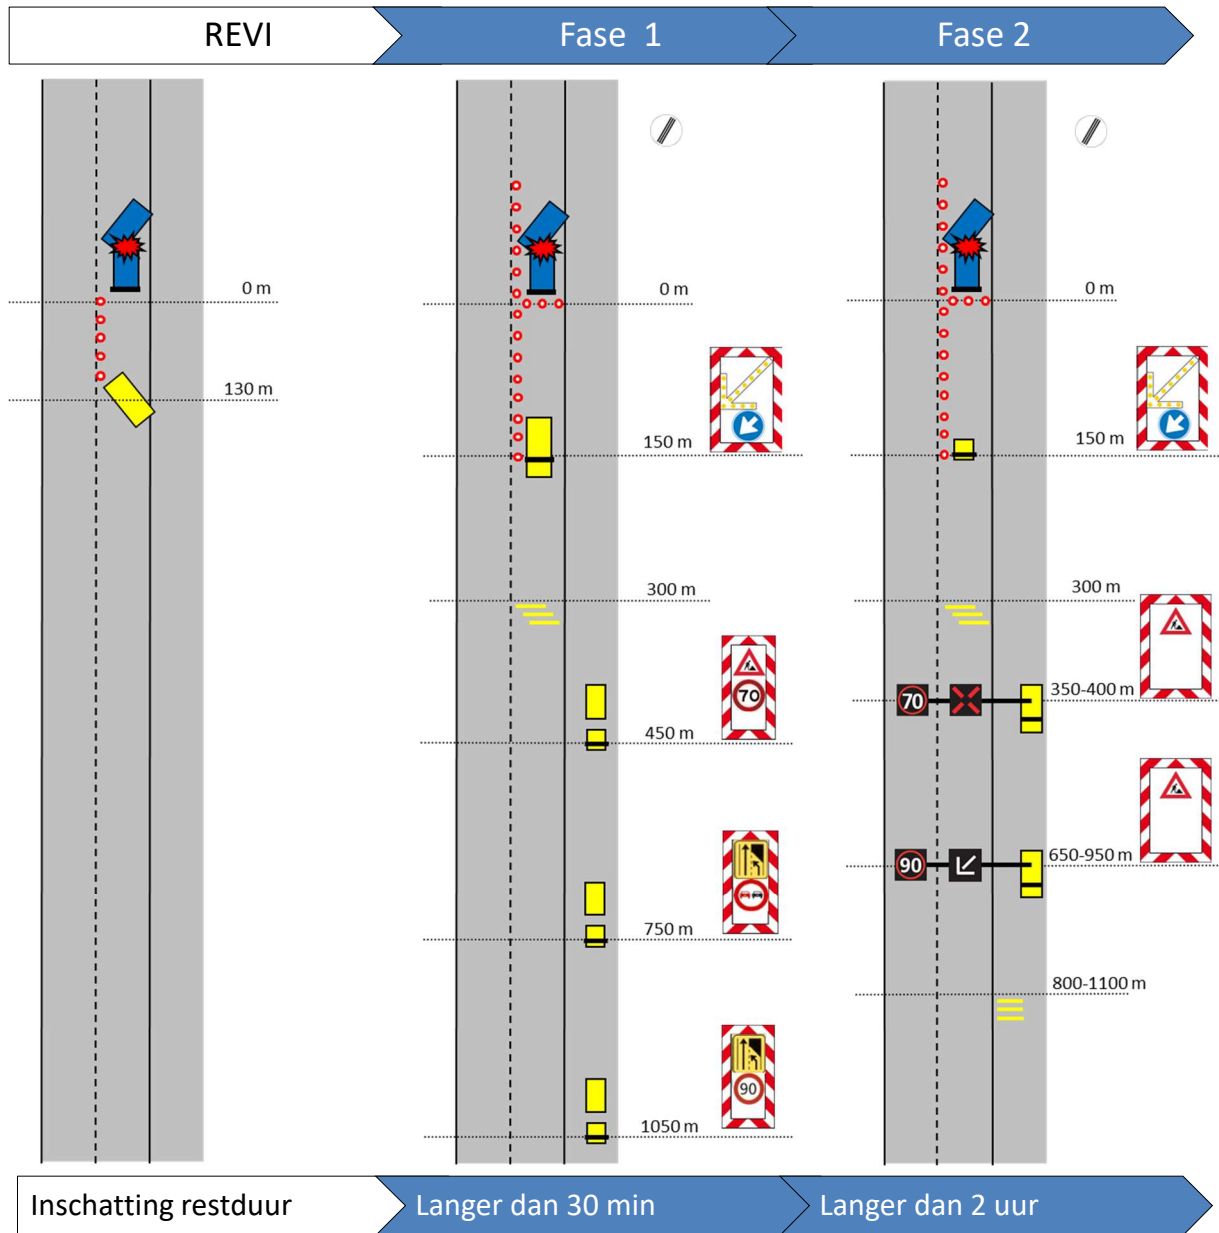 REVI
Fase 1
Fase 2
0 m
130 m
0 m
150 m
300 m
70
450 m
750 m
90
1050 m
0 m
150 m
300 m
70
350-400 m
90
650-950 m
800-1100 m
Inschatting restduur
Langer dan 30 min
Langer dan 2 uur